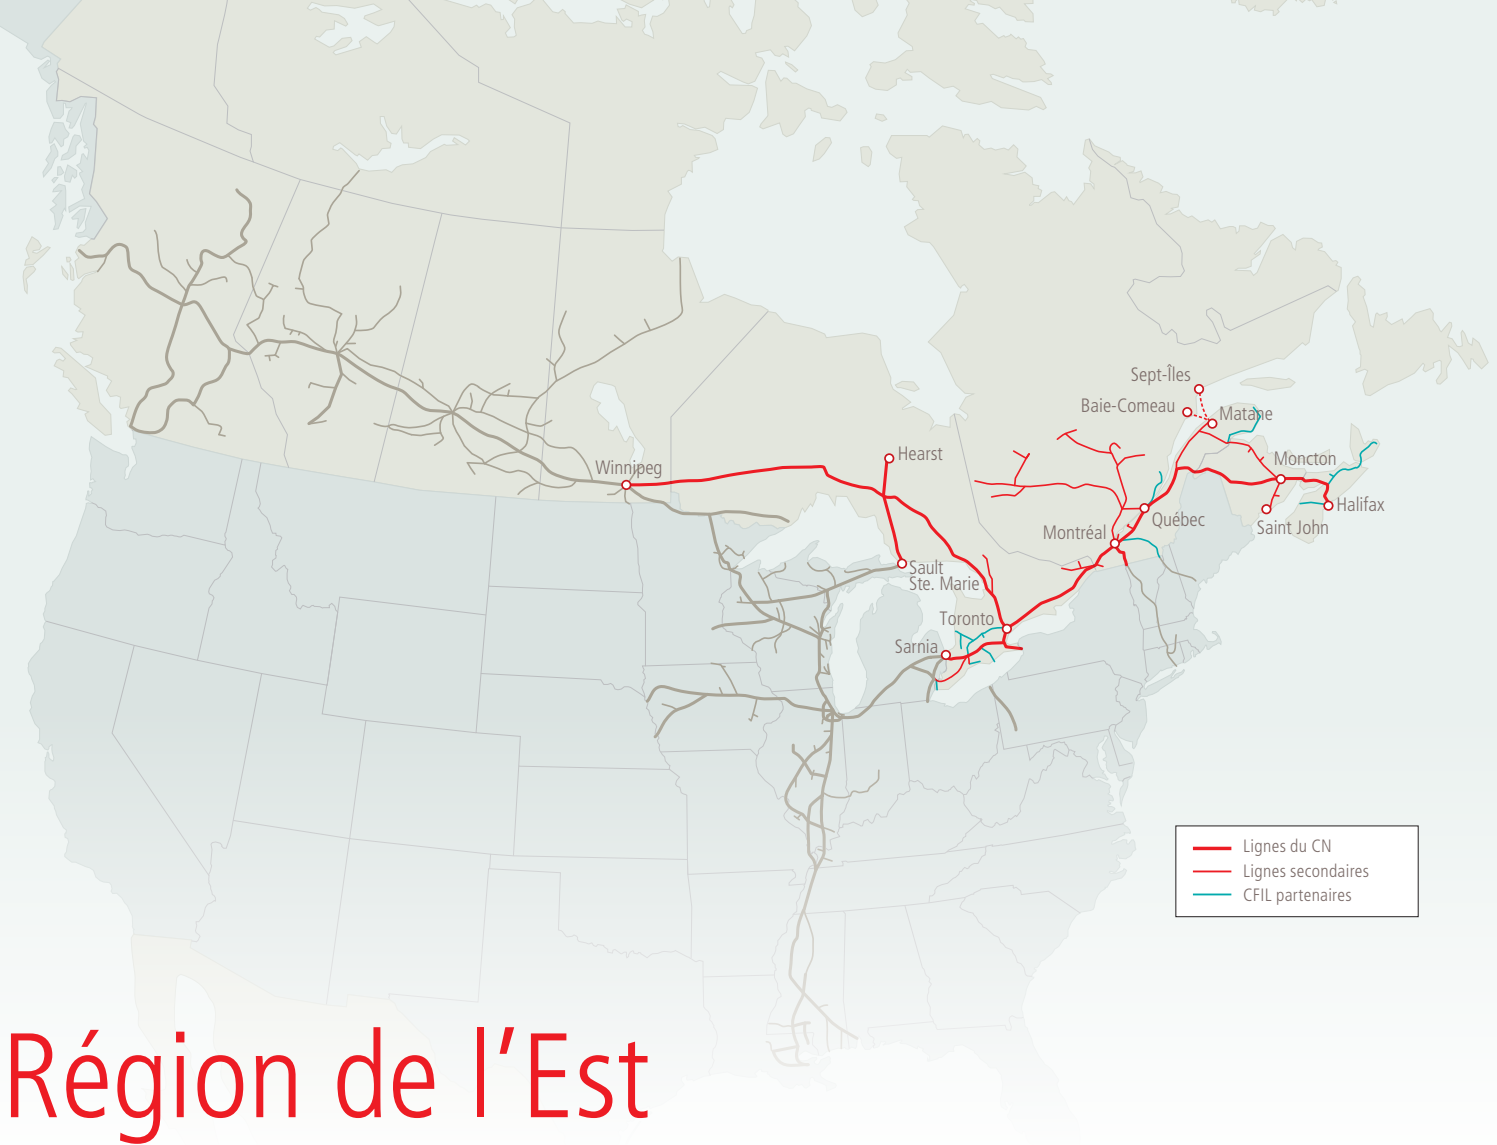 Sept-Îles
Baie-Comeau
Matane
Hearst
Moncton
Winnipeg
Halifax
Québec
Saint John
Montréal
Sault
Ste. Marie
Toronto
Sarnia
Lignes du CN
Lignes secondaires
CFIL partenaires
Région de l’Est